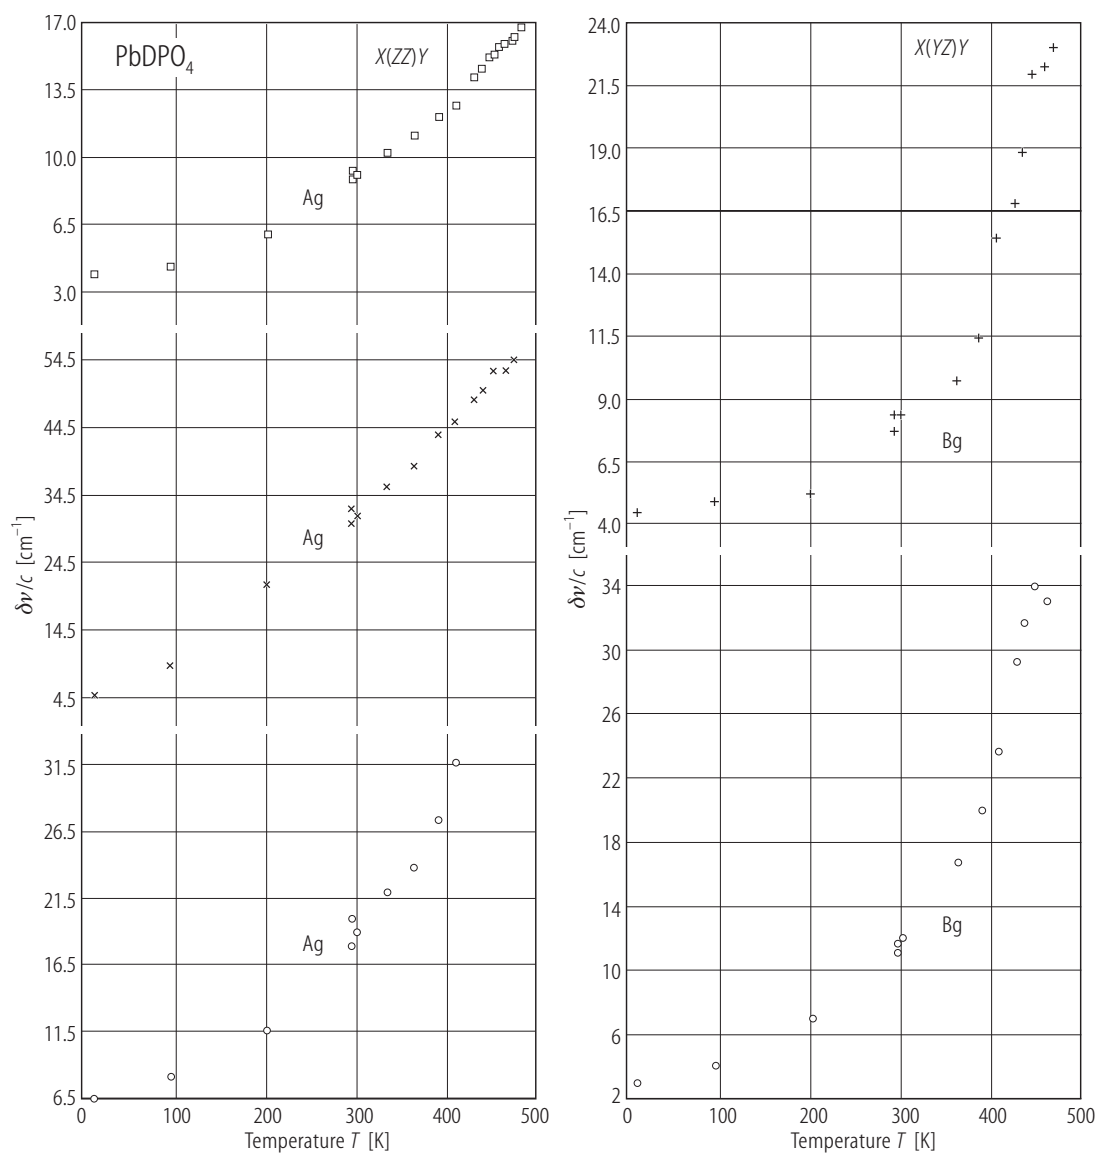 PbDPO4
X(ZZ)Y
17.0
13.5
10.0
6.5
3.0
Ag
54.5
44.5
34.5
24.5
14.5
4.5
Ag
δν/c [cm−1]
31.5
26.5
21.5
16.5
11.5
6.5
Ag
0 100 200 300 400 500
Temperature T [K]
X(YZ)Y
24.0
21.5
19.0
16.5
14.0
11.5
9.0
6.5
4.0
Bg
δν/c [cm−1]
34
30
26
22
18
14
10
6
2
Bg
0 100 200 300 400 500
Temperature T [K]